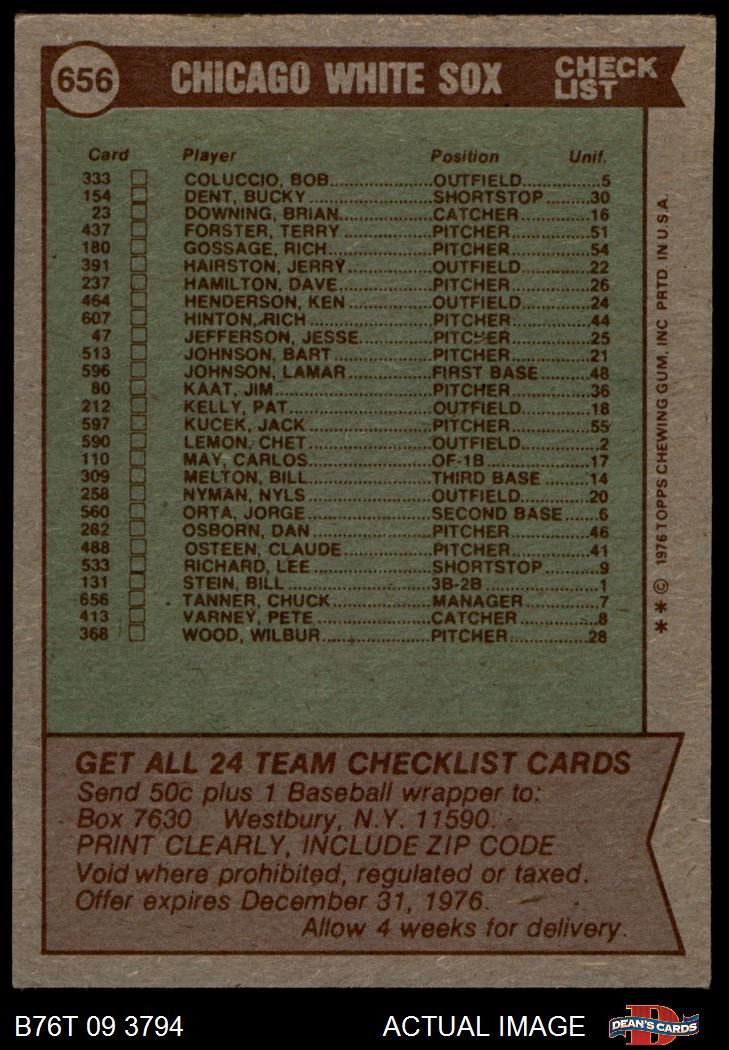 656 CHICAGO WHITE SOX CHECK LIST
Card Player Position Unif.
333 COLUCCIO, BOB OUTFIELD 5
154 DENT, BUCKY SHORTSTOP 30
23 DOWNING, BRIAN CATCHER 16
437 FORSTER, TERRY PITCHER 51
180 GOSSAGE, RICH PITCHER 54
391 HAIRSTON, JERRY OUTFIELD 22
237 HAMILTON, DAVE PITCHER 26
464 HENDERSON, KEN OUTFIELD 24
607 HINTON, RICH PITCHER 44
47 JEFFERSON, JESSE PITCHER 25
513 JOHNSON, BART PITCHER 21
596 JOHNSON, LAMAR FIRST BASE 48
80 KAAT, JIM PITCHER 36
212 KELLY, PAT OUTFIELD 18
597 KUCEK, JACK PITCHER 55
590 LEMON, CHET OUTFIELD 2
110 MAY, CARLOS OF-1B 17
309 MELTON, BILL THIRD BASE 14
258 NYMAN, NYLS OUTFIELD 20
560 ORTA, JORGE SECOND BASE 6
282 OSBORN, DAN PITCHER 46
488 OSTEEN, CLAUDE PITCHER 41
533 RICHARD, LEE SHORTSTOP 9
131 STEIN, BILL 3B-2B 1
656 TANNER, CHUCK MANAGER 7
413 VARNEY, PETE CATCHER 8
368 WOOD, WILBUR PITCHER 28
** © 1976 TOPPS CHEWING GUM, INC PRTD. IN U.S.A.
GET ALL 24 TEAM CHECKLIST CARDS
Send 50c plus 1 Baseball wrapper to:
Box 7630 Westbury, N.Y. 11590.
PRINT CLEARLY, INCLUDE ZIP CODE
Void where prohibited, regulated or taxed.
Offer expires December 31, 1976.
Allow 4 weeks for delivery.
B76T 09 3794 ACTUAL IMAGE DEAN'S CARDS